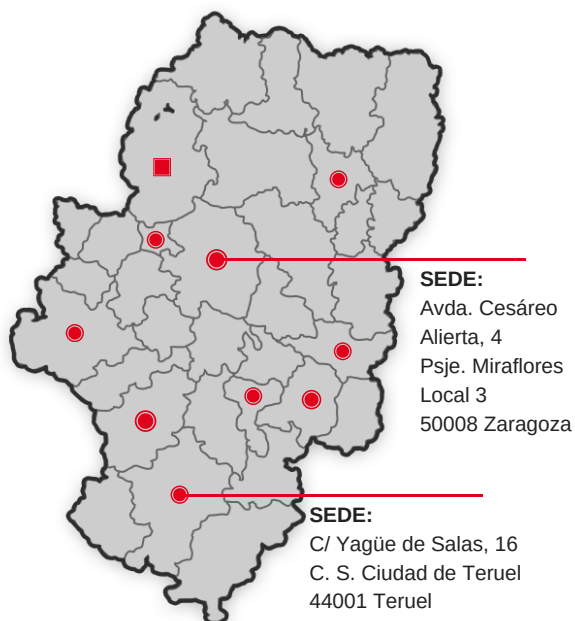 SEDE:
Avda. Cesáreo
Alierta, 4
Psje. Miraflores
Local 3
50008 Zaragoza
SEDE:
C/ Yagüe de Salas, 16
C. S. Ciudad de Teruel
44001 Teruel